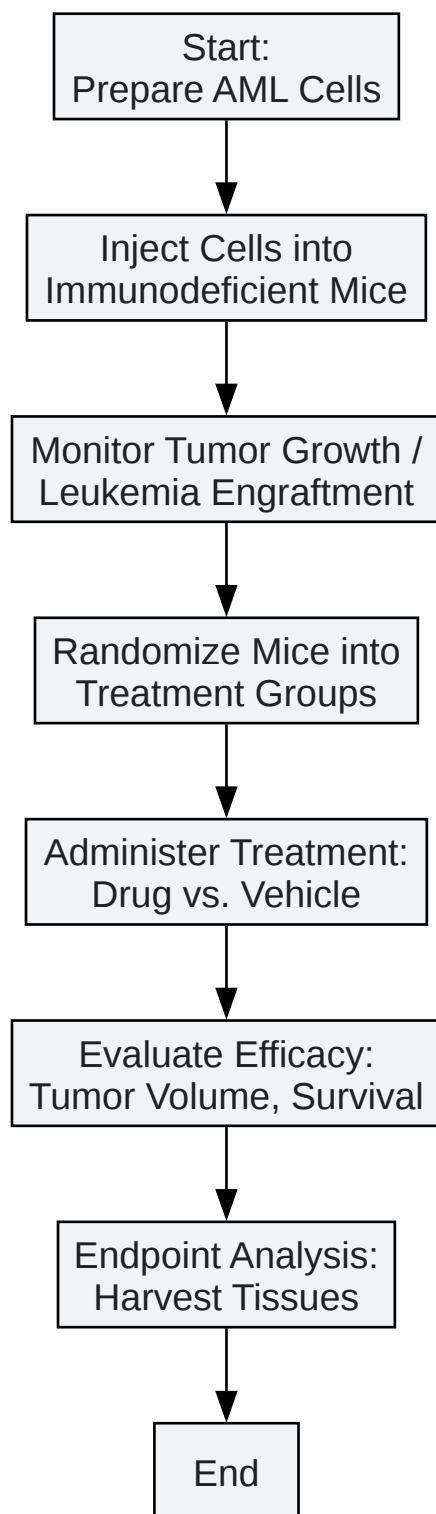 Start:
Prepare AML Cells
Inject Cells into
Immunodeficient Mice
Monitor Tumor Growth /
Leukemia Engraftment
Randomize Mice into
Treatment Groups
Administer Treatment:
Drug vs. Vehicle
Evaluate Efficacy:
Tumor Volume, Survival
Endpoint Analysis:
Harvest Tissues
End